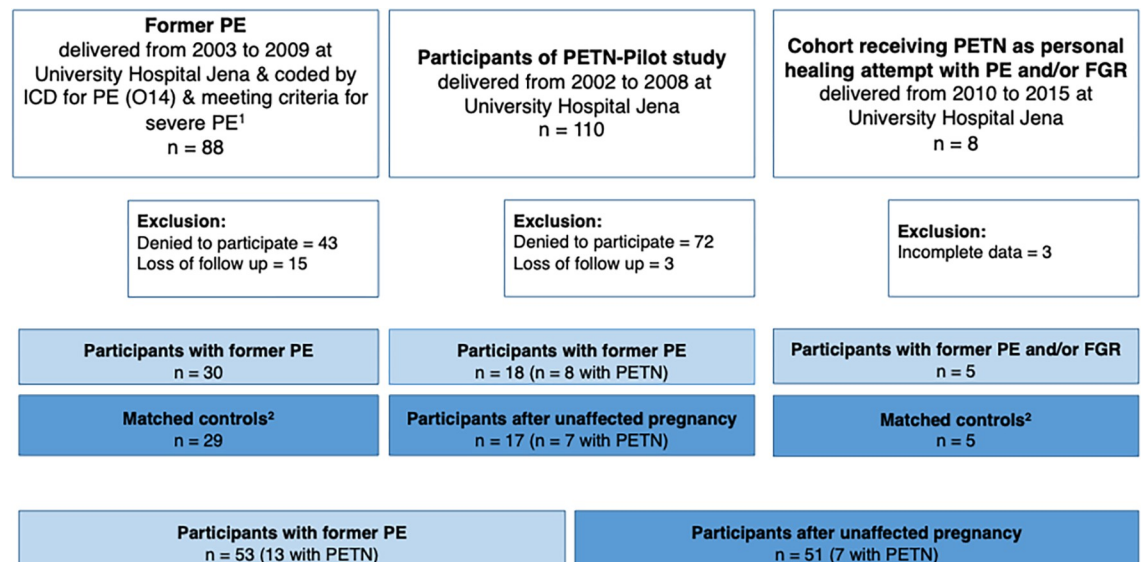 Former PE
delivered from 2003 to 2009 at
University Hospital Jena & coded by
ICD for PE (O14) & meeting criteria for
severe PE¹
n = 88
Participants of PETN-Pilot study
delivered from 2002 to 2008 at
University Hospital Jena
n = 110
Cohort receiving PETN as personal
healing attempt with PE and/or FGR
delivered from 2010 to 2015 at
University Hospital Jena
n = 8
Exclusion:
Denied to participate = 43
Loss of follow up = 15
Exclusion:
Denied to participate = 72
Loss of follow up = 3
Exclusion:
Incomplete data = 3
Participants with former PE
n = 30
Participants with former PE
n = 18 (n = 8 with PETN)
Participants with former PE and/or FGR
n = 5
Matched controls²
n = 29
Participants after unaffected pregnancy
n = 17 (n = 7 with PETN)
Matched controls²
n = 5
Participants with former PE
n = 53 (13 with PETN)
Participants after unaffected pregnancy
n = 51 (7 with PETN)